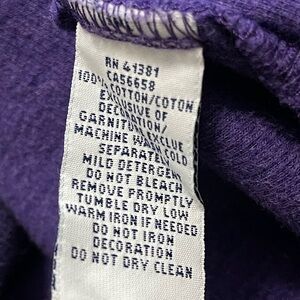 RN 41381
CA56658
100% COTTON/COTON
EXCLUSIVE OF
DECORATION/
GARNITURE EXCLUE
MACHINE WASH COLD
SEPARATELY
MILD DETERGENT
DO NOT BLEACH
REMOVE PROMPTLY
TUMBLE DRY LOW
WARM IRON IF NEEDED
DO NOT IRON
DECORATION
DO NOT DRY CLEAN